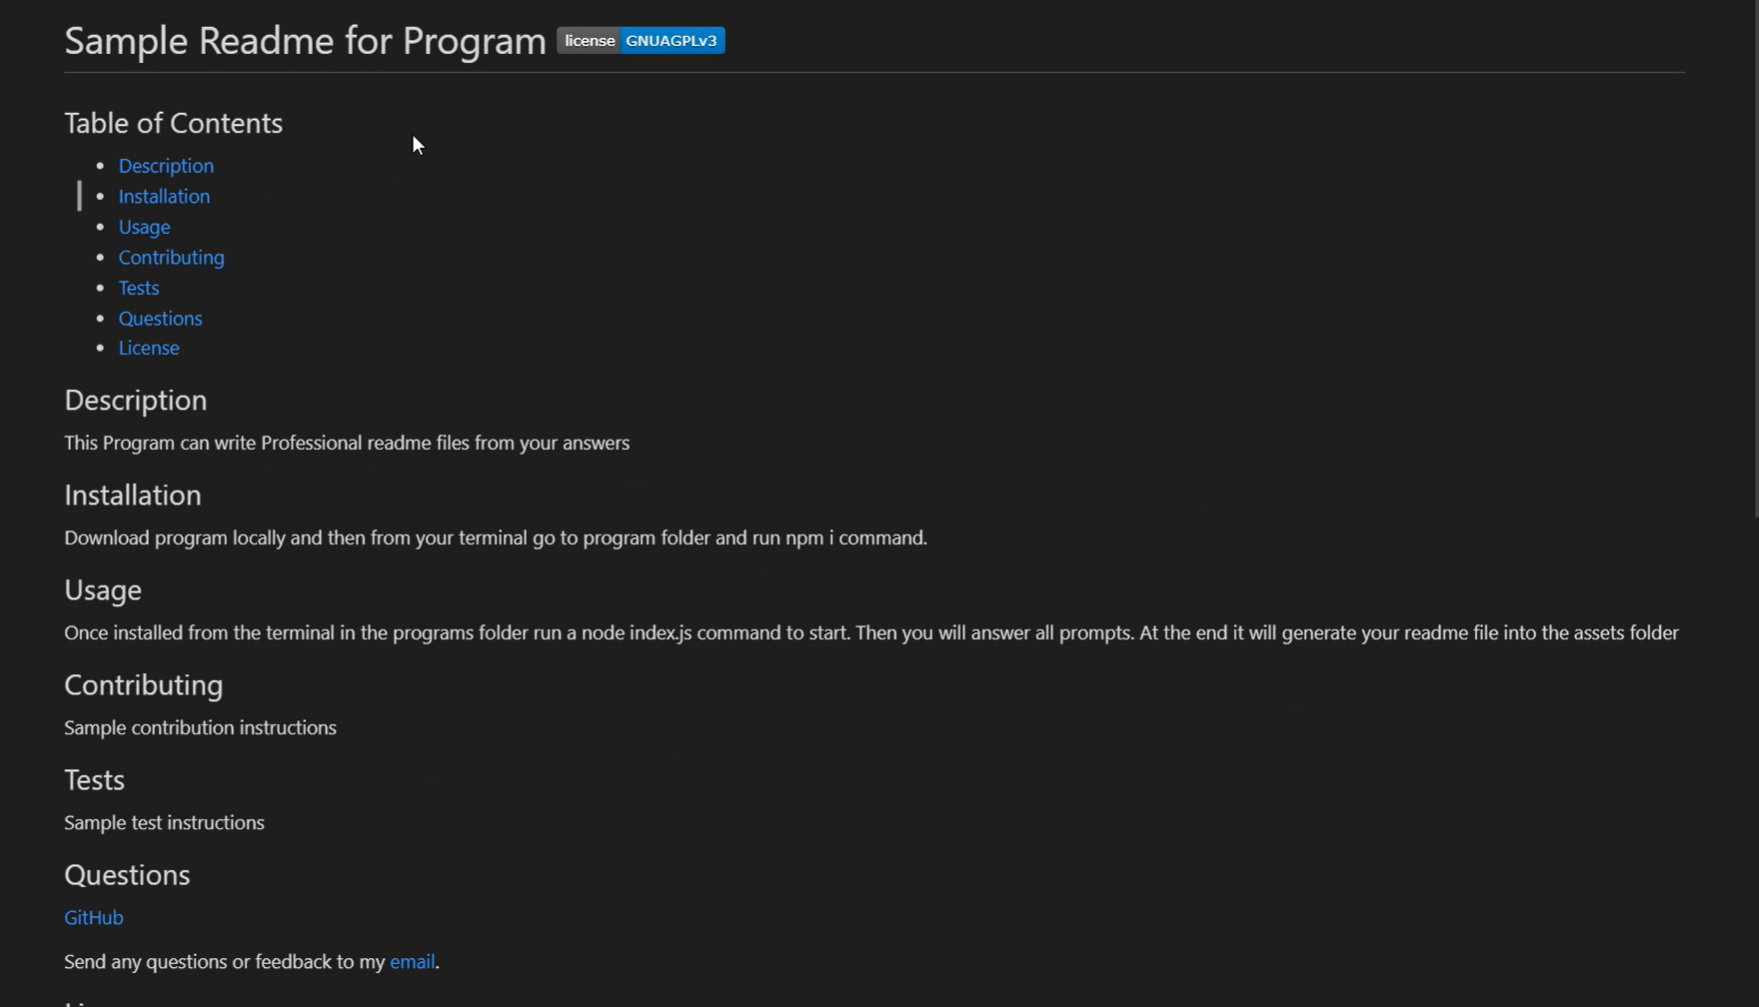 Sample Readme for Program license GNUAGPLv3
Table of Contents
Description
Installation
Usage
Contributing
Tests
Questions
License
Description
This Program can write Professional readme files from your answers
Installation
Download program locally and then from your terminal go to program folder and run npm i command.
Usage
Once installed from the terminal in the programs folder run a node index.js command to start. Then you will answer all prompts. At the end it will generate your readme file into the assets folder
Contributing
Sample contribution instructions
Tests
Sample test instructions
Questions
GitHub
Send any questions or feedback to my email.